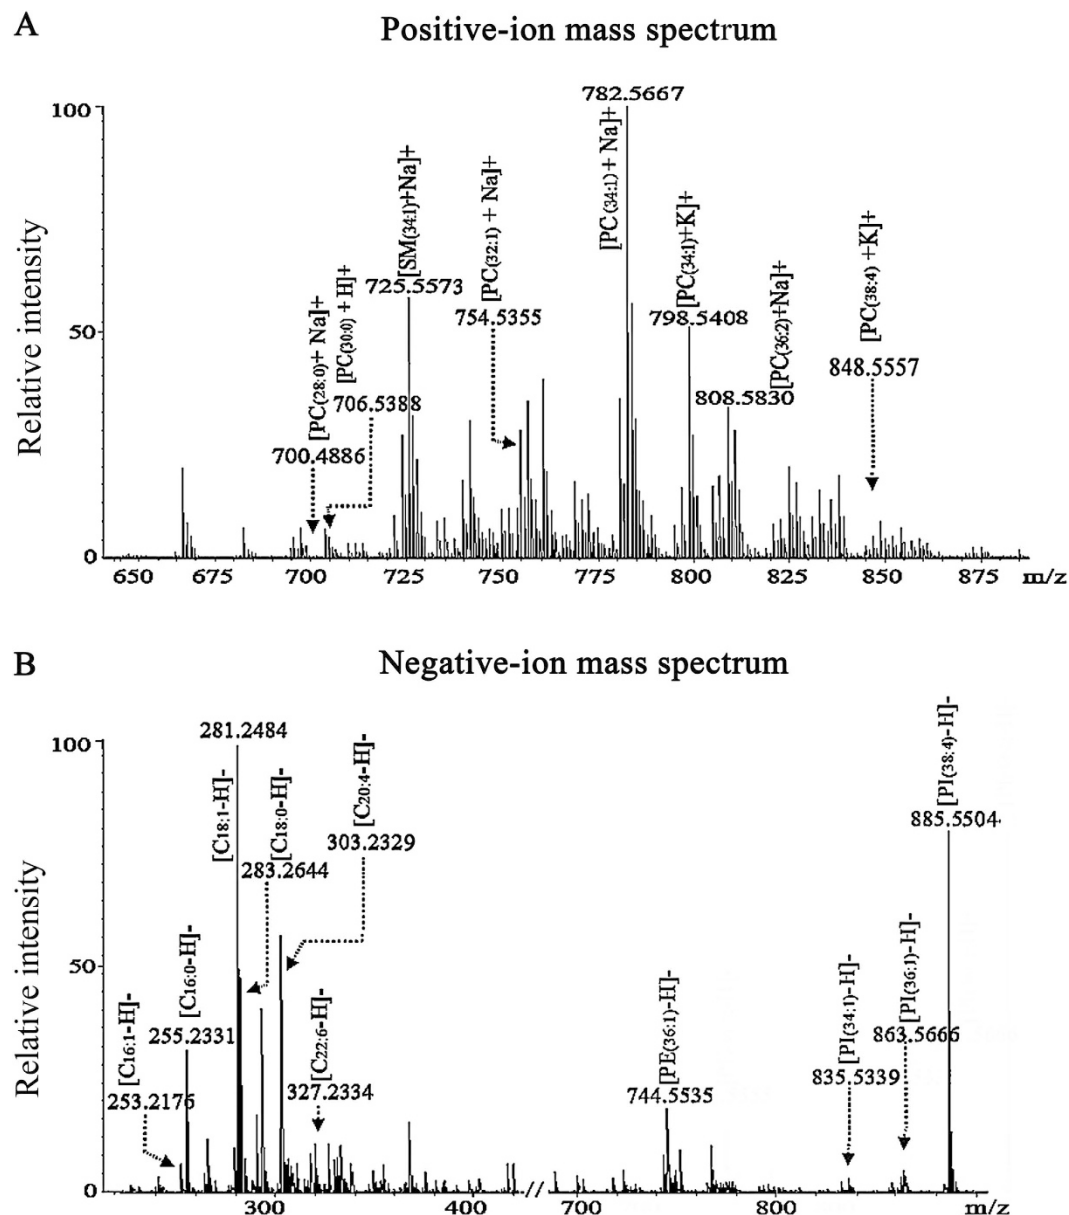 A
Positive-ion mass spectrum
Relative intensity
100
50
0
782.5667
[PC(34:1) + Na]+
[SM(34:1)+Na]+
725.5573
[PC(32:1) + Na]+
754.5355
[PC(28:0)+ Na]+
700.4886
[PC(30:0) + H]+
706.5388
[PC(34:1)+K]+
798.5408
[PC(36:2)+Na]+
808.5830
[PC(38:4) +K]+
848.5557
650 675 700 725 750 775 800 825 850 875 m/z
B
Negative-ion mass spectrum
Relative intensity
100
50
0
281.2484
[C18:1-H]-
[C18:0-H]-
283.2644
[C20:4-H]-
303.2329
[C16:0-H]-
255.2331
[C16:1-H]-
253.2176
[C22:6-H]-
327.2334
[PE(36:1)-H]-
744.5535
[PI(34:1)-H]-
835.5339
[PI(36:1)-H]-
863.5666
[PI(38:4)-H]-
885.5504
300 400 // 700 800 m/z